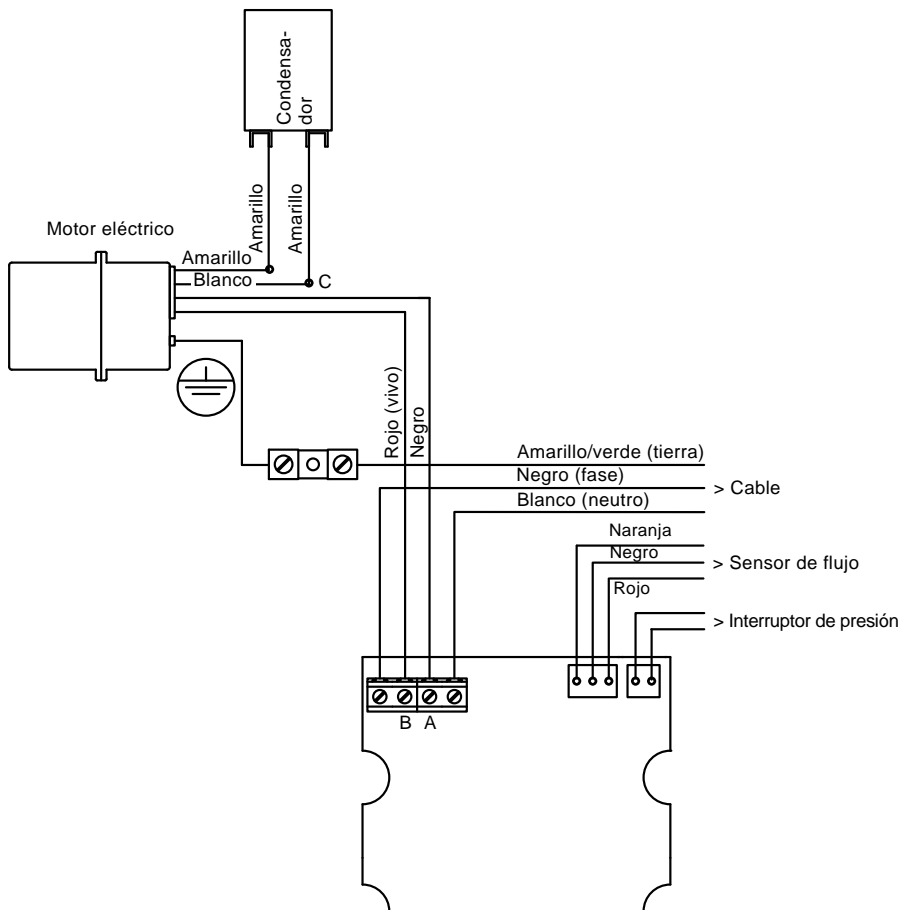 Condensa-
dor
Amarillo
Amarillo
Motor eléctrico
Amarillo
Blanco
C
Rojo (vivo)
Negro
Amarillo/verde (tierra)
Negro (fase)
> Cable
Blanco (neutro)
Naranja
Negro
> Sensor de flujo
Rojo
> Interruptor de presión
B A